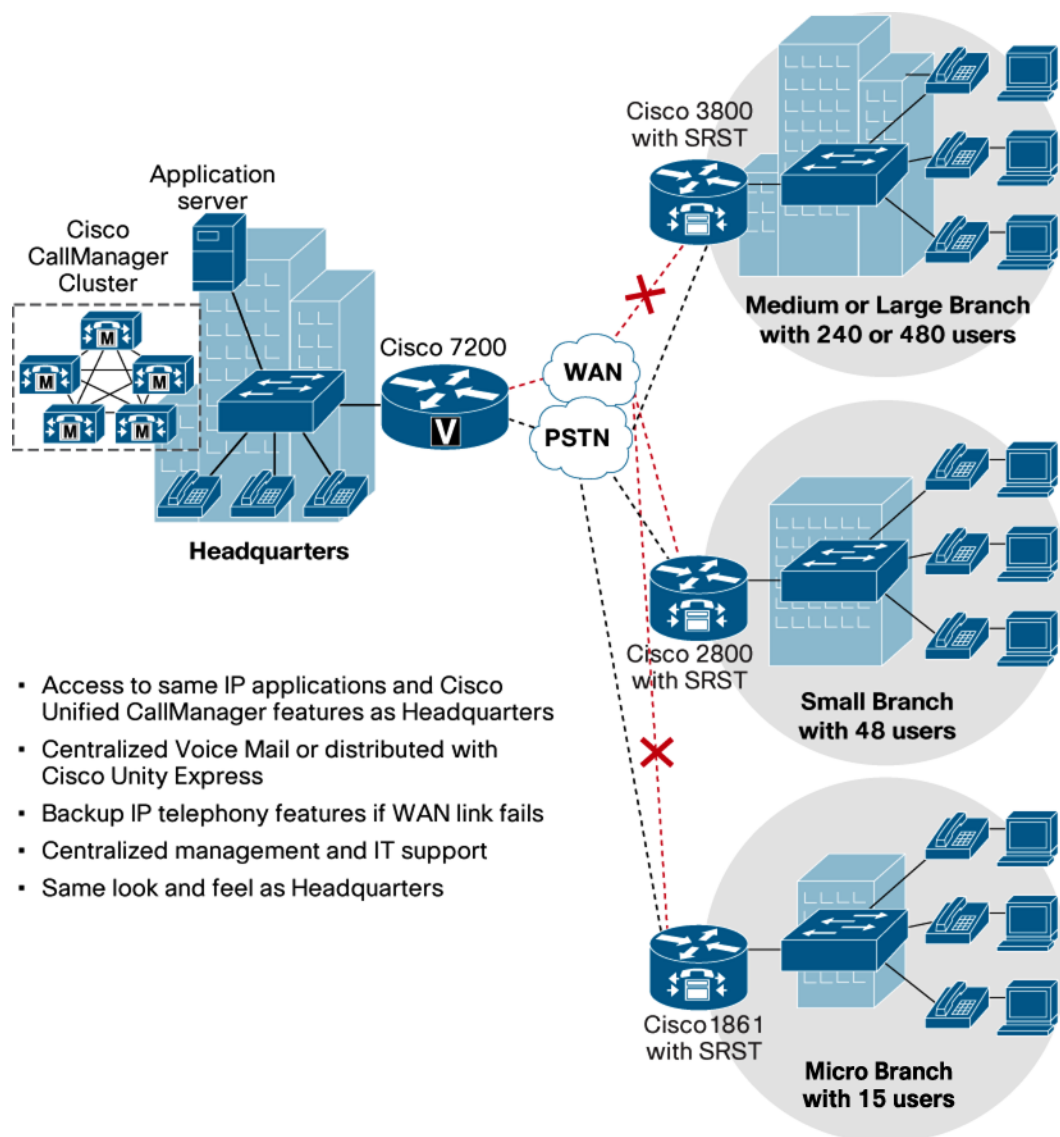 Cisco 3800
with SRST
Medium or Large Branch
with 240 or 480 users
Application
server
Cisco
CallManager
Cluster
M
M
M
M
M
Cisco 7200
V
WAN
PSTN
Headquarters
Cisco 2800
with SRST
Small Branch
with 48 users
▪ Access to same IP applications and Cisco
Unified CallManager features as Headquarters
▪ Centralized Voice Mail or distributed with
Cisco Unity Express
▪ Backup IP telephony features if WAN link fails
▪ Centralized management and IT support
▪ Same look and feel as Headquarters
Cisco 1861
with SRST
Micro Branch
with 15 users